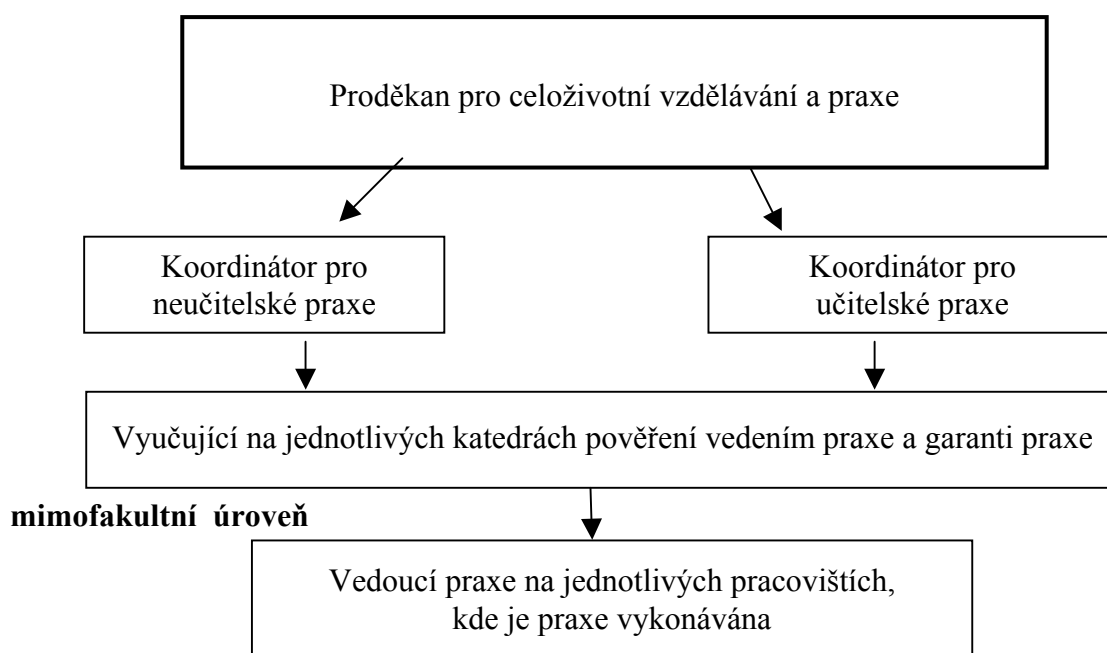 Proděkan pro celoživotní vzdělávání a praxe
Koordinátor pro
neučitelské praxe
Koordinátor pro
učitelské praxe
Vyučující na jednotlivých katedrách pověření vedením praxe a garanti praxe
mimofakultní úroveň
Vedoucí praxe na jednotlivých pracovištích,
kde je praxe vykonávána